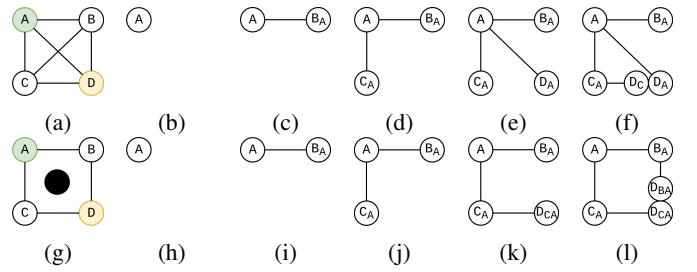 A B A A B_A A B_A A B_A A B_A
C D C_A C_A D_A C_A D_C D_A
(a) (b) (c) (d) (e) (f)
A B A A B_A A B_A A B_A A B_A
D_BA
C D C_A C_A D_CA C_A D_CA
(g) (h) (i) (j) (k) (l)